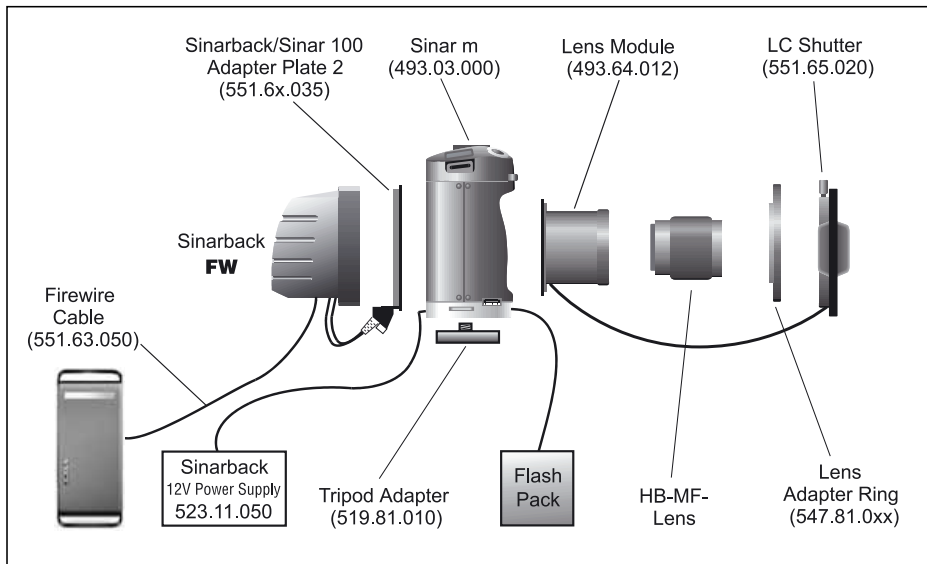 Sinarback/Sinar 100
Adapter Plate 2
(551.6x.035)
Sinar m
(493.03.000)
Lens Module
(493.64.012)
LC Shutter
(551.65.020)
Sinarback
FW
Firewire
Cable
(551.63.050)
Sinarback
12V Power Supply
523.11.050
Tripod Adapter
(519.81.010)
Flash
Pack
HB-MF-
Lens
Lens
Adapter Ring
(547.81.0xx)